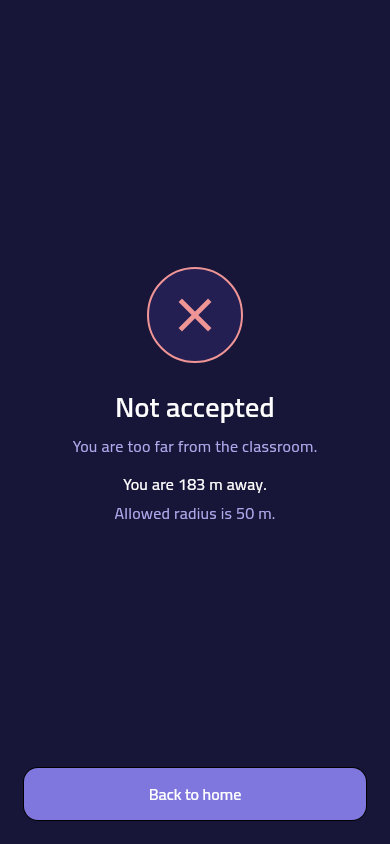 Not accepted
You are too far from the classroom.
You are 183 m away.
Allowed radius is 50 m.
Back to home